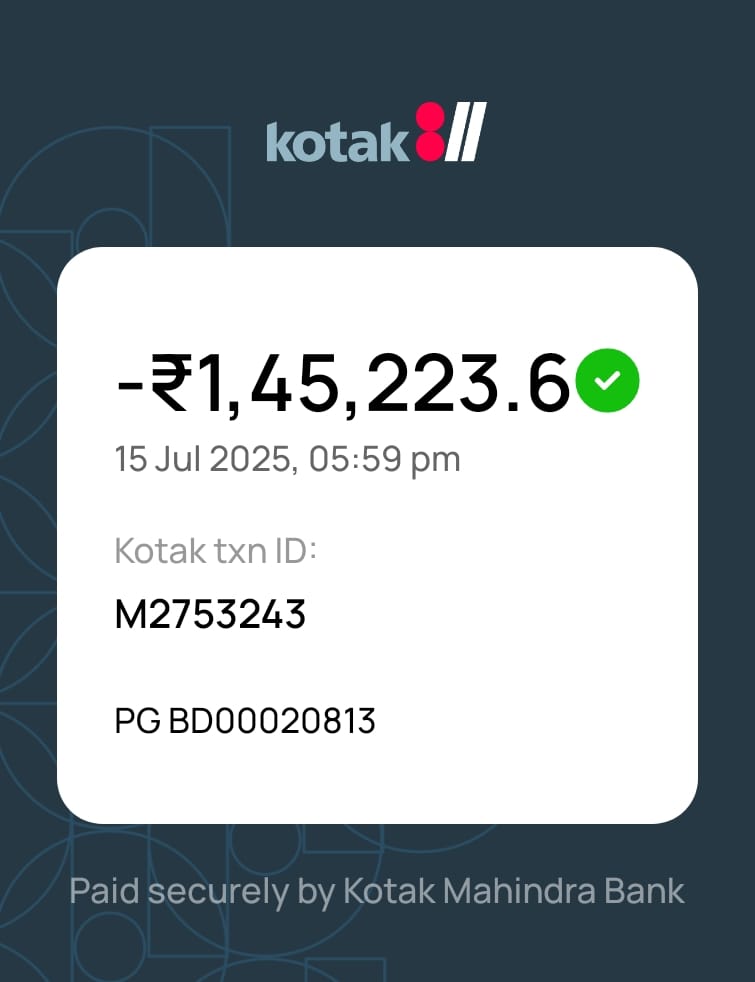 kotak811
-₹1,45,223.6
15 Jul 2025, 05:59 pm
Kotak txn ID:
M2753243
PG BD00020813
Paid securely by Kotak Mahindra Bank